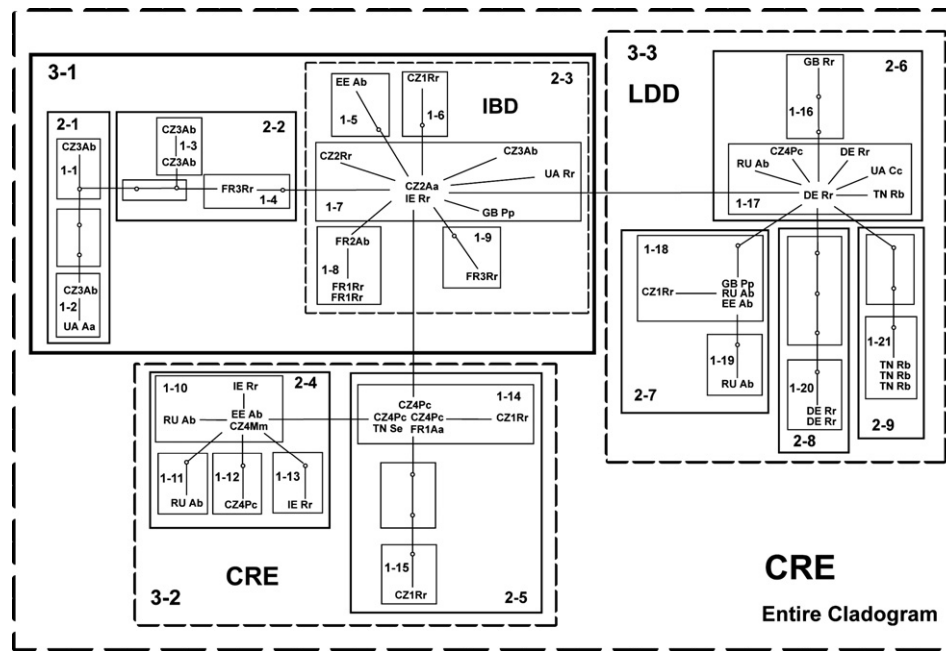 3-1
2-1
CZ3Ab
1-1
CZ3Ab
1-2
UA Aa
2-2
CZ3Ab
1-3
CZ3Ab
FR3Rr
1-4
2-3
IBD
EE Ab
1-5
CZ1Rr
1-6
CZ2Rr
CZ3Ab
UA Rr
CZ2Aa
IE Rr
GB Pp
1-7
FR2Ab
1-8
FR1Rr
FR1Rr
1-9
FR3Rr
3-3
LDD
2-6
GB Rr
1-16
CZ4Pc
DE Rr
RU Ab
UA Cc
DE Rr
TN Rb
1-17
1-18
GB Pp
CZ1Rr
RU Ab
EE Ab
1-19
RU Ab
2-7
1-20
DE Rr
DE Rr
2-8
1-21
TN Rb
TN Rb
TN Rb
2-9
2-4
1-10
IE Rr
EE Ab
RU Ab
CZ4Mm
1-11
RU Ab
1-12
CZ4Pc
1-13
IE Rr
1-14
CZ4Pc
CZ4Pc CZ4Pc
TN Se FR1Aa
CZ1Rr
1-15
CZ1Rr
2-5
CRE
3-2
CRE
Entire Cladogram